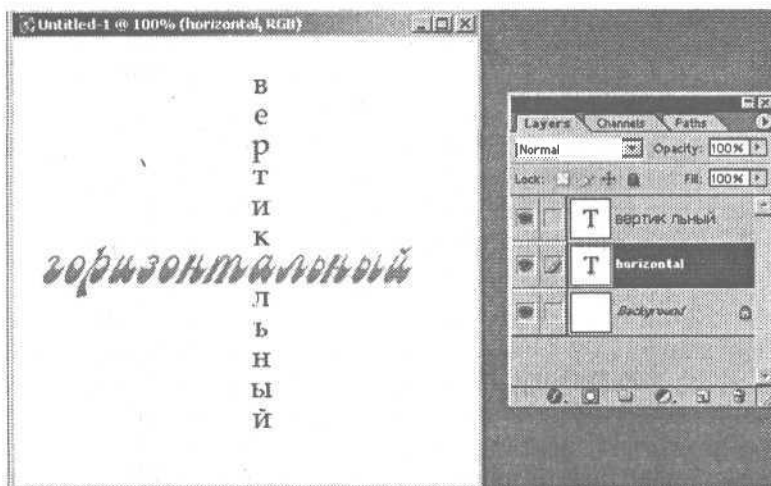 Untitled-1 @ 100% (horizontal, RGB)
в
е
р
т
и
к
горизонтальный
л
ь
н
ы
й
Layers Channels Paths
Normal Opacity: 100%
Lock: Fill: 100%
T вертик льный
T horizontal
Background